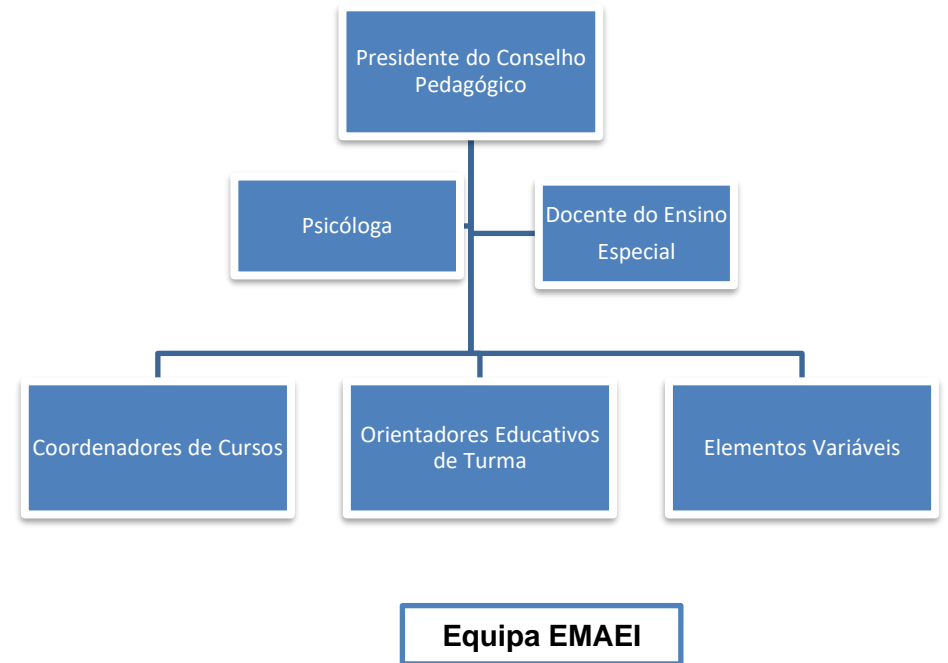 Presidente do Conselho
Pedagógico
Psicóloga
Docente do Ensino
Especial
Coordenadores de Cursos
Orientadores Educativos
de Turma
Elementos Variáveis
Equipa EMAEI